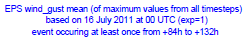 EPS wind_gust mean (of maximum values from all timesteps)
based on 16 July 2011 at 00 UTC (exp=1)
event occuring at least once from +84h to +132h